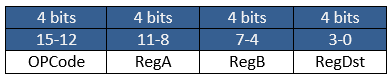 4 bits 4 bits 4 bits 4 bits
15-12 11-8 7-4 3-0
OPCode RegA RegB RegDst